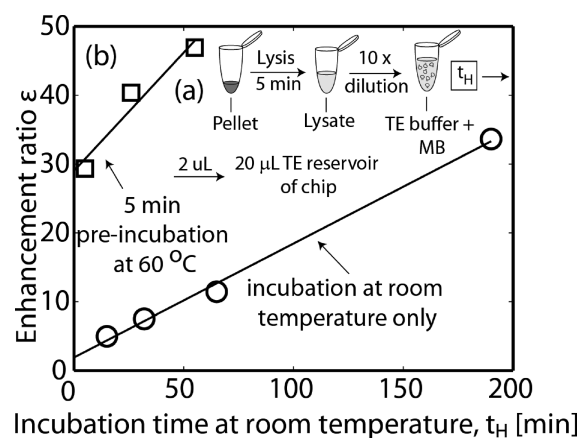 50
40
30
20
10
0
Enhancement ratio ε
(b)
(a)
Lysis
5 min
10 x
dilution
t_H
Pellet
Lysate
TE buffer +
MB
2 uL
20 μL TE reservoir
of chip
5 min
pre-incubation
at 60 °C
incubation at room
temperature only
0 50 100 150 200
Incubation time at room temperature, t_H [min]